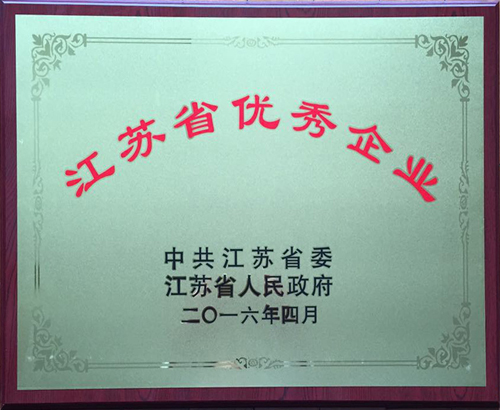 江苏省优秀企业
中共江苏省委
江苏省人民政府
二〇一六年四月